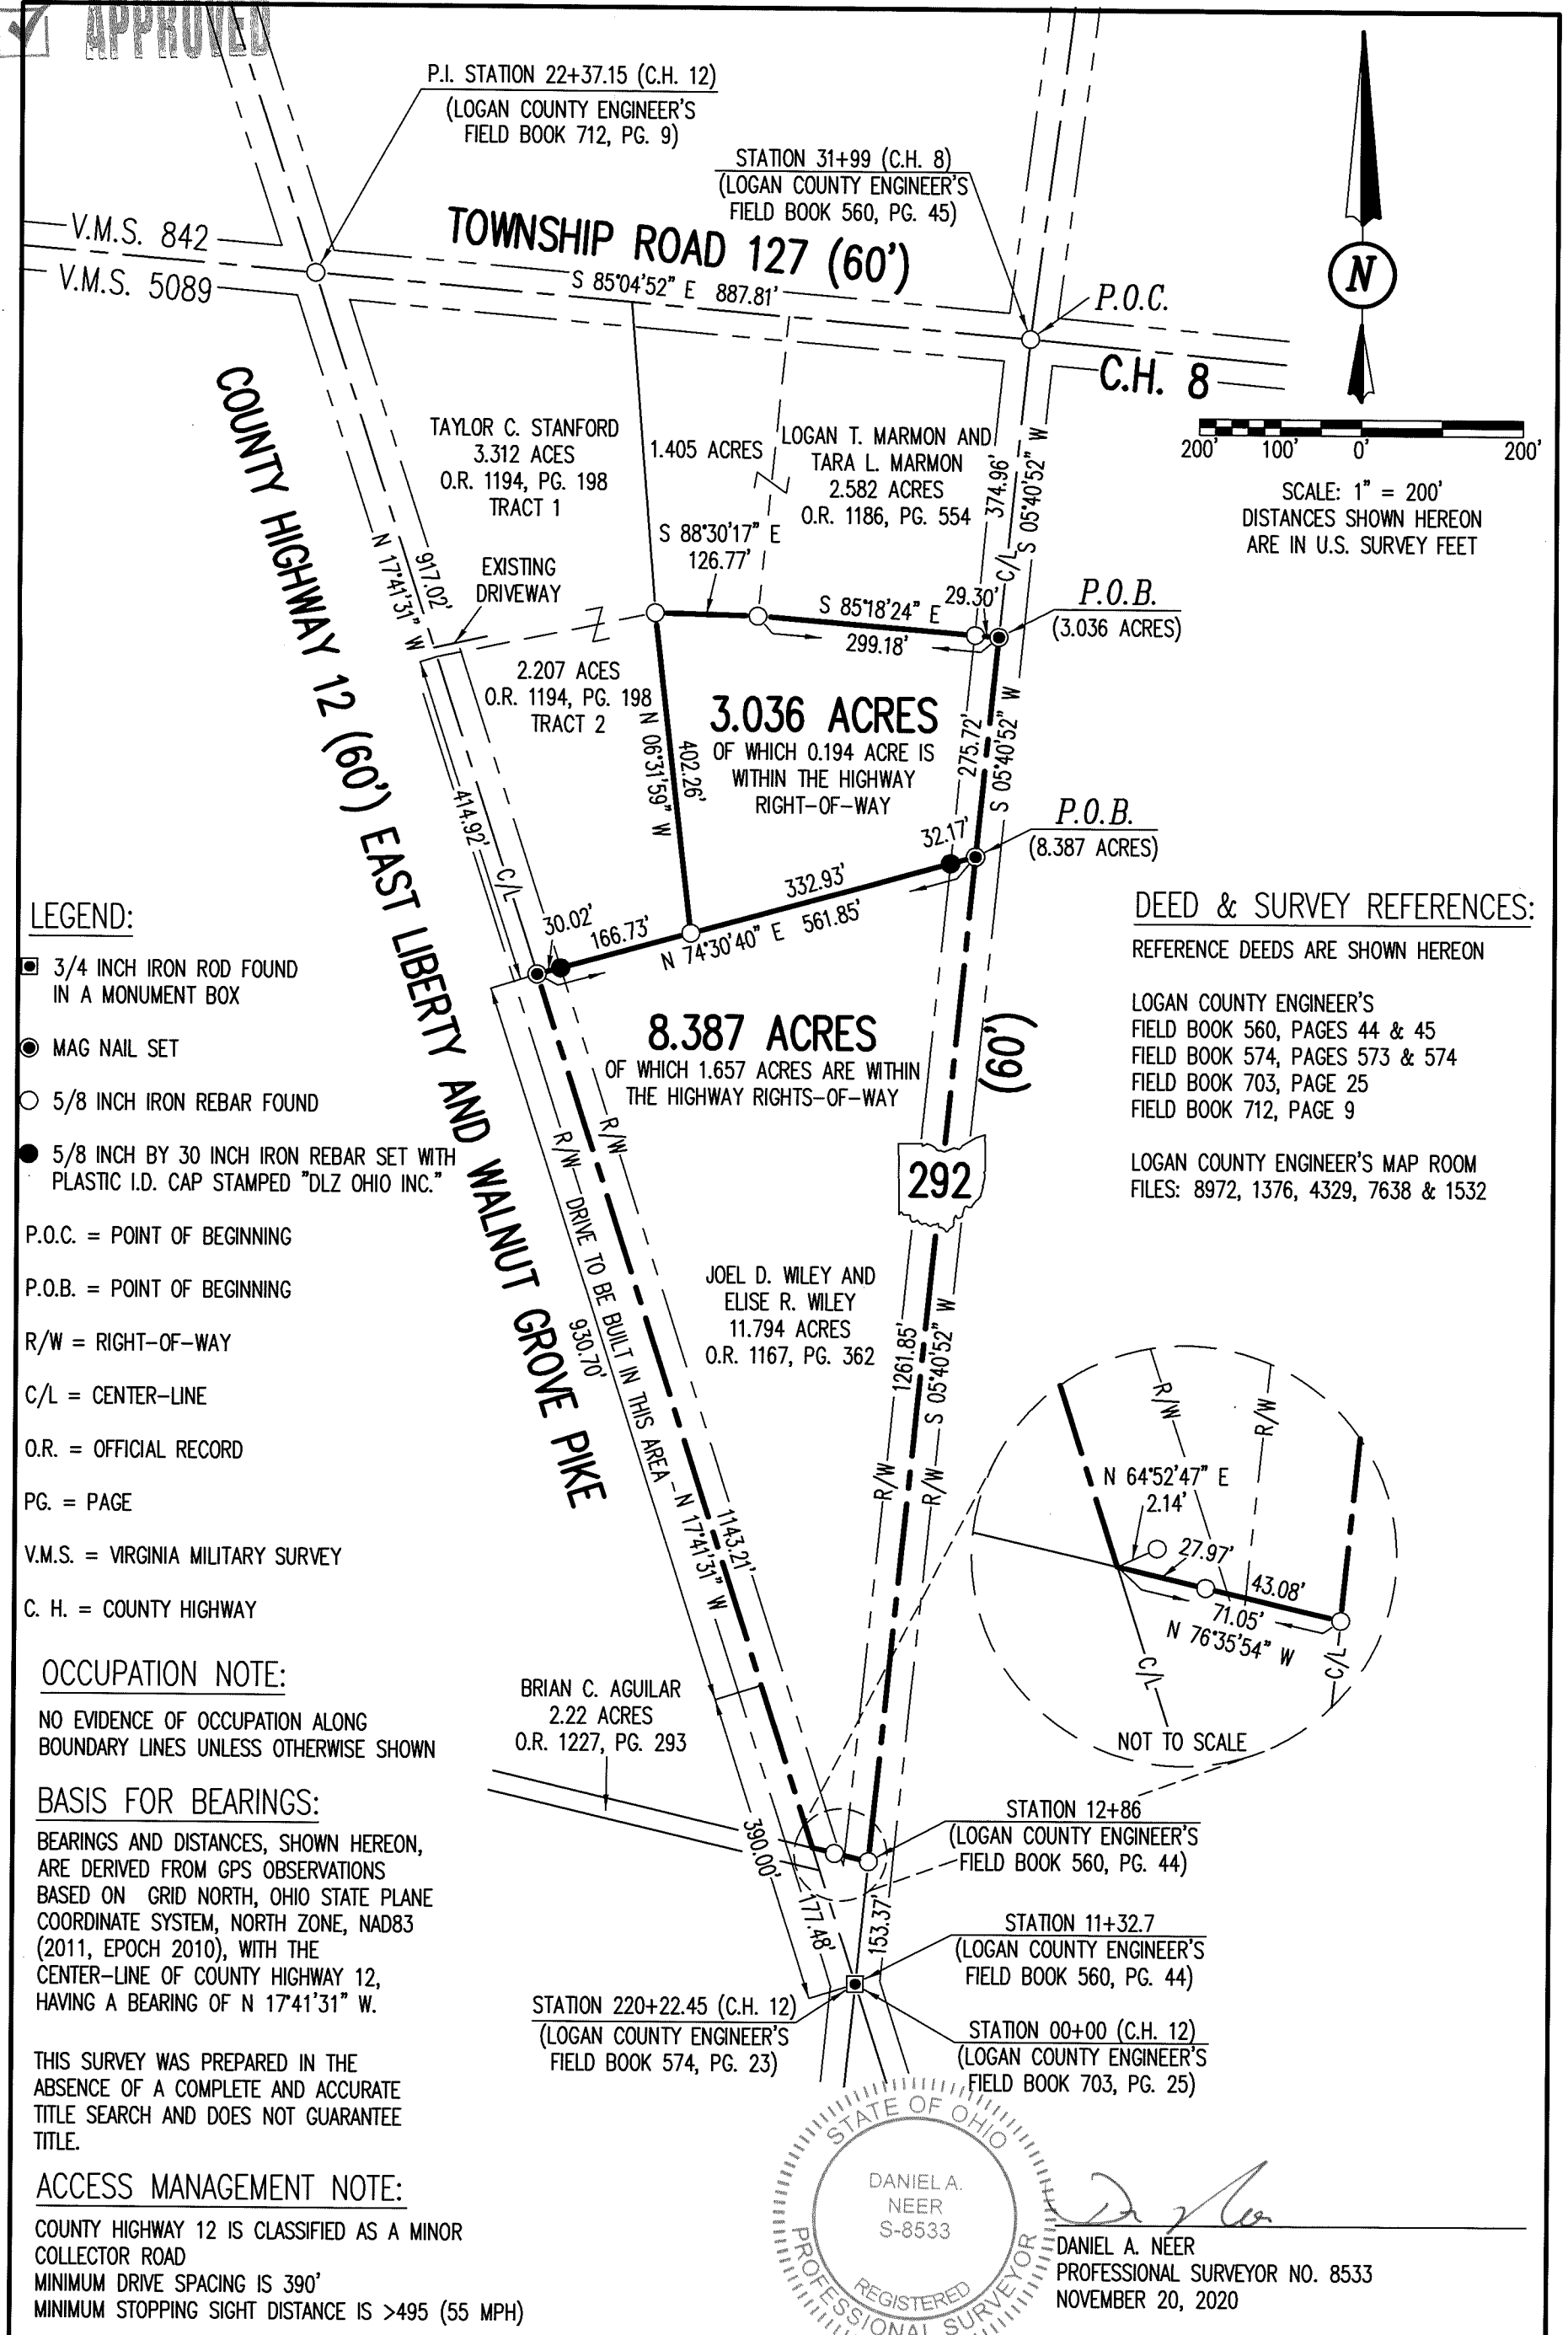 APPROVED
P.I. STATION 22+37.15 (C.H. 12)
(LOGAN COUNTY ENGINEER'S
FIELD BOOK 712, PG. 9)
STATION 31+99 (C.H. 8)
(LOGAN COUNTY ENGINEER'S
FIELD BOOK 560, PG. 45)
V.M.S. 842
V.M.S. 5089
TOWNSHIP ROAD 127 (60')
S 85°04'52" E 887.81'
P.O.C.
C.H. 8
N
200' 100' 0' 200'
SCALE: 1" = 200'
DISTANCES SHOWN HEREON
ARE IN U.S. SURVEY FEET
COUNTY HIGHWAY 12 (60') EAST LIBERTY AND WALNUT GROVE PIKE
TAYLOR C. STANFORD
3.312 ACES
O.R. 1194, PG. 198
TRACT 1
1.405 ACRES
LOGAN T. MARMON AND
TARA L. MARMON
2.582 ACRES
O.R. 1186, PG. 554
374.96'
S 05°40'52" W
C/L
N 17°41'31" W
917.02'
EXISTING
DRIVEWAY
S 88°30'17" E
126.77'
S 85°18'24" E
299.18'
29.30'
P.O.B.
(3.036 ACRES)
2.207 ACES
O.R. 1194, PG. 198
TRACT 2
N 06°31'59" W
402.26'
3.036 ACRES
OF WHICH 0.194 ACRE IS
WITHIN THE HIGHWAY
RIGHT-OF-WAY
275.72'
S 05°40'52" W
P.O.B.
(8.387 ACRES)
32.17'
414.92'
C/L
30.02'
166.73'
332.93'
N 74°30'40" E 561.85'
8.387 ACRES
OF WHICH 1.657 ACRES ARE WITHIN
THE HIGHWAY RIGHTS-OF-WAY
(60')
292
R/W
R/W
DRIVE TO BE BUILT IN THIS AREA
930.70'
N 17°41'31" W
1143.21'
JOEL D. WILEY AND
ELISE R. WILEY
11.794 ACRES
O.R. 1167, PG. 362
1261.85'
S 05°40'52" W
R/W
R/W
DEED & SURVEY REFERENCES:
REFERENCE DEEDS ARE SHOWN HEREON
LOGAN COUNTY ENGINEER'S
FIELD BOOK 560, PAGES 44 & 45
FIELD BOOK 574, PAGES 573 & 574
FIELD BOOK 703, PAGE 25
FIELD BOOK 712, PAGE 9
LOGAN COUNTY ENGINEER'S MAP ROOM
FILES: 8972, 1376, 4329, 7638 & 1532
LEGEND:
3/4 INCH IRON ROD FOUND
IN A MONUMENT BOX
MAG NAIL SET
5/8 INCH IRON REBAR FOUND
5/8 INCH BY 30 INCH IRON REBAR SET WITH
PLASTIC I.D. CAP STAMPED "DLZ OHIO INC."
P.O.C. = POINT OF BEGINNING
P.O.B. = POINT OF BEGINNING
R/W = RIGHT-OF-WAY
C/L = CENTER-LINE
O.R. = OFFICIAL RECORD
PG. = PAGE
V.M.S. = VIRGINIA MILITARY SURVEY
C. H. = COUNTY HIGHWAY
R/W
R/W
N 64°52'47" E
2.14'
27.97'
43.08'
71.05'
N 76°35'54" W
C/L
C/L
NOT TO SCALE
OCCUPATION NOTE:
NO EVIDENCE OF OCCUPATION ALONG
BOUNDARY LINES UNLESS OTHERWISE SHOWN
BRIAN C. AGUILAR
2.22 ACRES
O.R. 1227, PG. 293
390.00'
177.48'
153.37'
STATION 12+86
(LOGAN COUNTY ENGINEER'S
FIELD BOOK 560, PG. 44)
STATION 11+32.7
(LOGAN COUNTY ENGINEER'S
FIELD BOOK 560, PG. 44)
STATION 220+22.45 (C.H. 12)
(LOGAN COUNTY ENGINEER'S
FIELD BOOK 574, PG. 23)
STATION 00+00 (C.H. 12)
(LOGAN COUNTY ENGINEER'S
FIELD BOOK 703, PG. 25)
BASIS FOR BEARINGS:
BEARINGS AND DISTANCES, SHOWN HEREON,
ARE DERIVED FROM GPS OBSERVATIONS
BASED ON GRID NORTH, OHIO STATE PLANE
COORDINATE SYSTEM, NORTH ZONE, NAD83
(2011, EPOCH 2010), WITH THE
CENTER-LINE OF COUNTY HIGHWAY 12,
HAVING A BEARING OF N 17°41'31" W.
THIS SURVEY WAS PREPARED IN THE
ABSENCE OF A COMPLETE AND ACCURATE
TITLE SEARCH AND DOES NOT GUARANTEE
TITLE.
ACCESS MANAGEMENT NOTE:
COUNTY HIGHWAY 12 IS CLASSIFIED AS A MINOR
COLLECTOR ROAD
MINIMUM DRIVE SPACING IS 390'
MINIMUM STOPPING SIGHT DISTANCE IS >495 (55 MPH)
STATE OF OHIO
DANIEL A.
NEER
S-8533
REGISTERED
PROFESSIONAL SURVEYOR
DANIEL A. NEER
PROFESSIONAL SURVEYOR NO. 8533
NOVEMBER 20, 2020